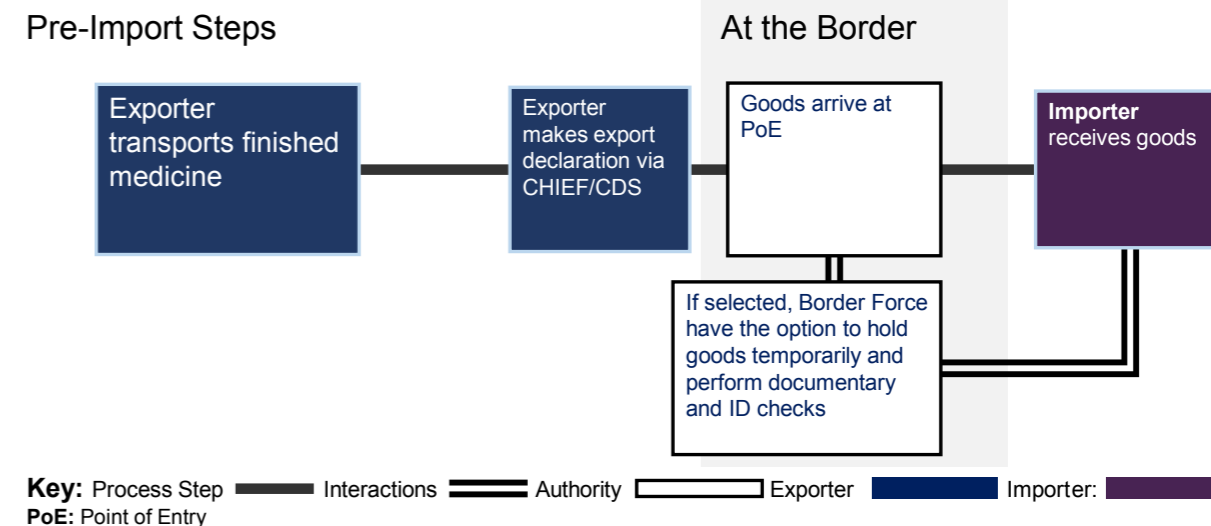 Pre-Import Steps
At the Border
Exporter
transports finished
medicine
Exporter
makes export
declaration via
CHIEF/CDS
Goods arrive at
PoE
Importer
receives goods
If selected, Border Force
have the option to hold
goods temporarily and
perform documentary
and ID checks
Key: Process Step Interactions Authority Exporter Importer:
PoE: Point of Entry